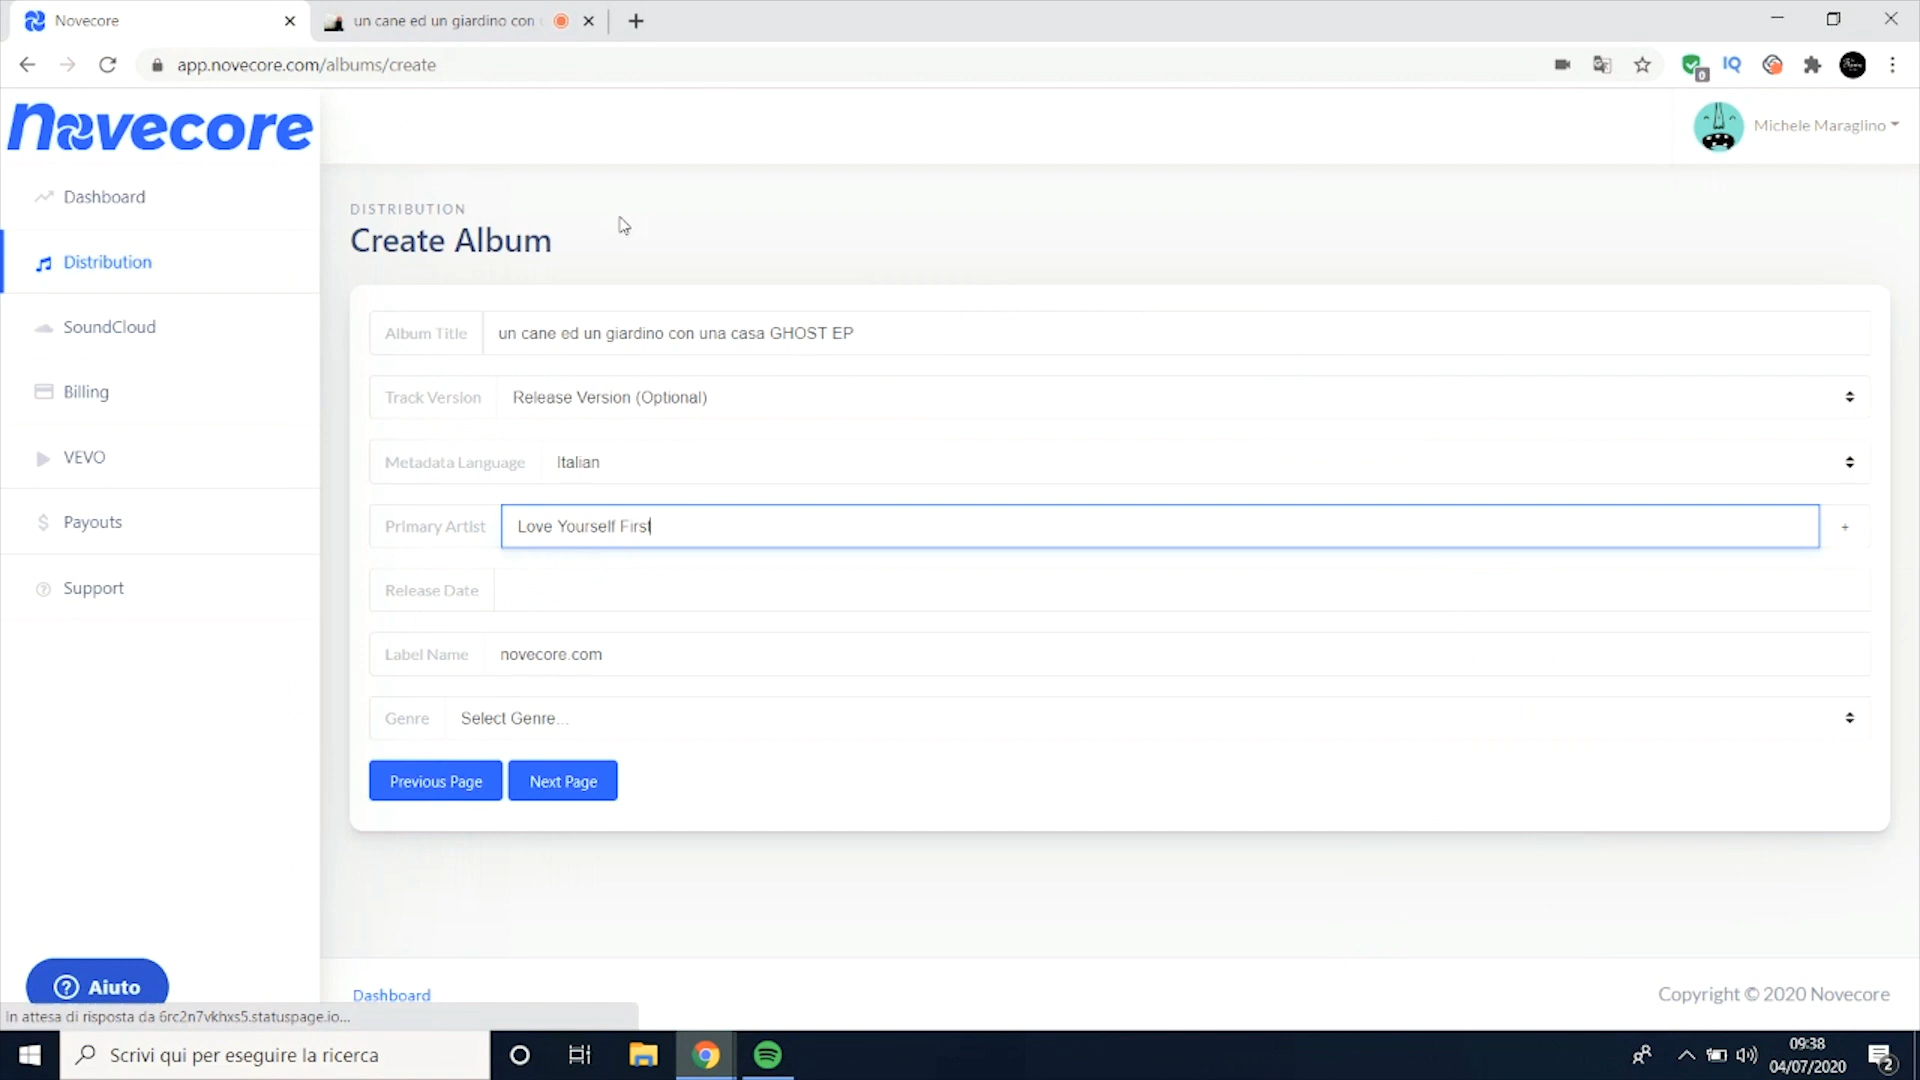 Novecore
un cane ed un giardino con
app.novecore.com/albums/create
0
IQ
Novecore
Michele Maraglino
Dashboard
Distribution
SoundCloud
Billing
VEVO
Payouts
Support
DISTRIBUTION
Create Album
Album Title un cane ed un giardino con una casa GHOST EP
Track Version Release Version (Optional)
Metadata Language Italian
Primary Artist Love Yourself First +
Release Date
Label Name novecore.com
Genre Select Genre...
Previous Page Next Page
? Aiuto
Dashboard
Copyright © 2020 Novecore
In attesa di risposta da 6rc2n7vkhxs5.statuspage.io...
Scrivi qui per eseguire la ricerca
09:38
04/07/2020
2